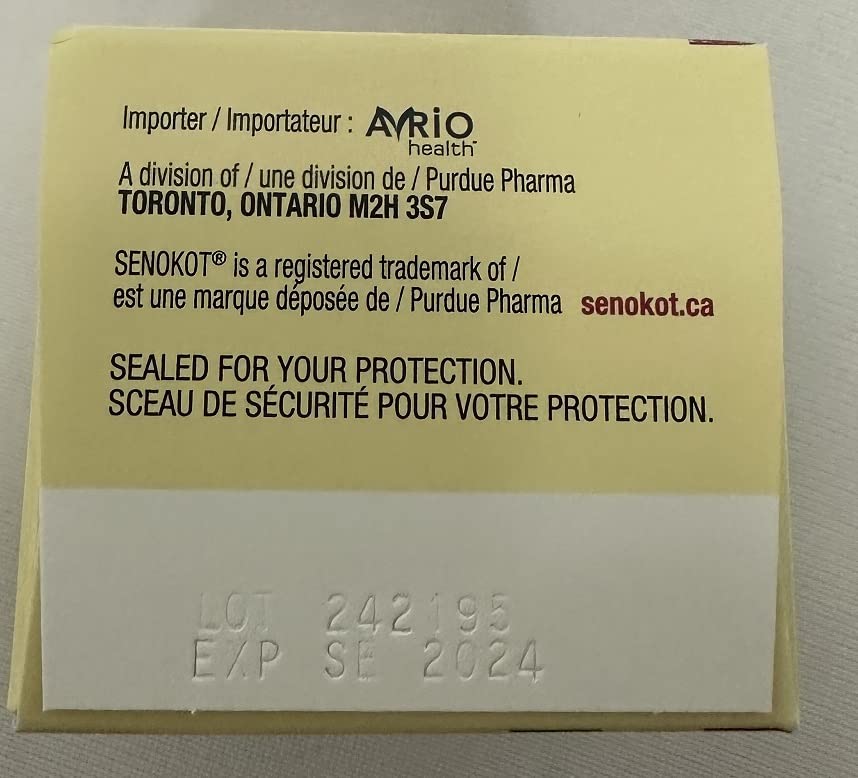 Importer / Importateur : AVRiO
health
A division of / une division de / Purdue Pharma
TORONTO, ONTARIO M2H 3S7
SENOKOT® is a registered trademark of /
est une marque déposée de / Purdue Pharma senokot.ca
SEALED FOR YOUR PROTECTION.
SCEAU DE SÉCURITÉ POUR VOTRE PROTECTION.
LOT 242195
EXP SE 2024